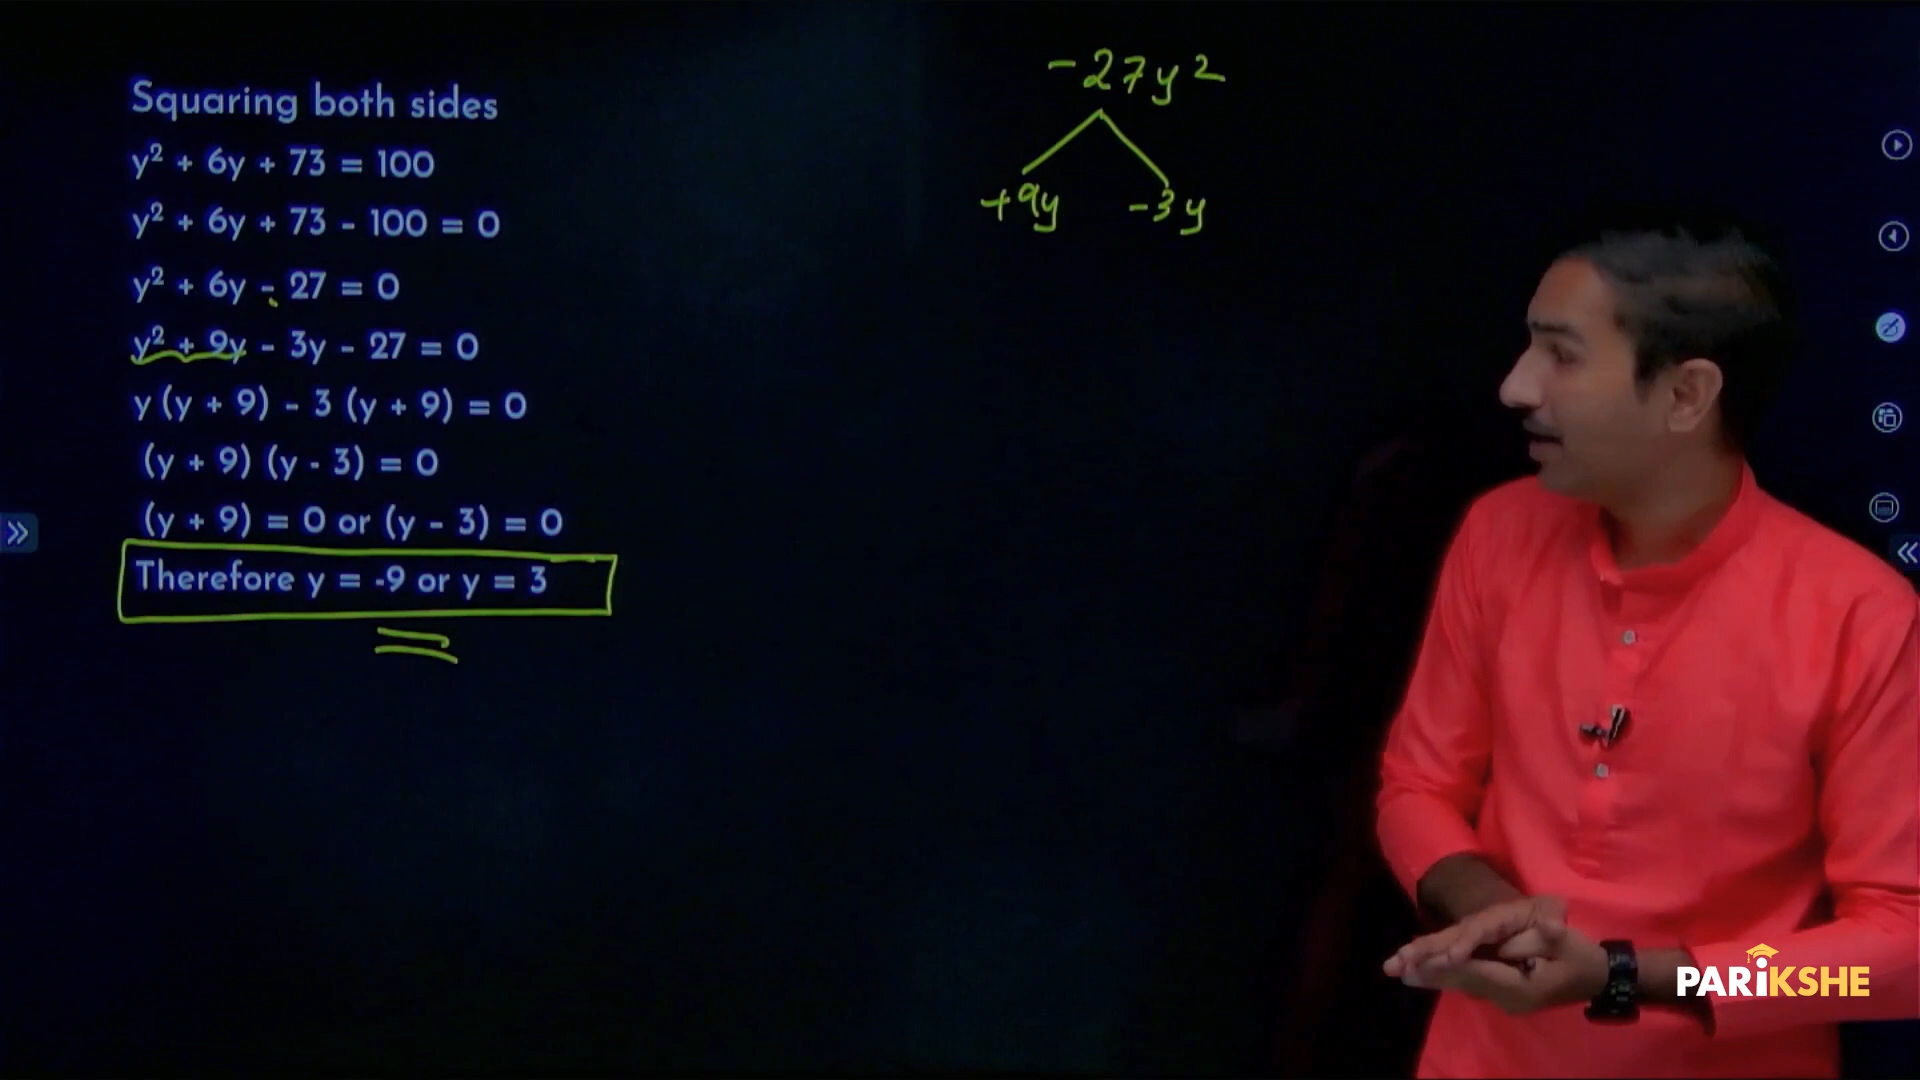 Squaring both sides
y² + 6y + 73 = 100
y² + 6y + 73 - 100 = 0
y² + 6y - 27 = 0
y² + 9y - 3y - 27 = 0
y (y + 9) - 3 (y + 9) = 0
(y + 9) (y - 3) = 0
(y + 9) = 0 or (y - 3) = 0
Therefore y = -9 or y = 3
-27y²
+9y -3y
PARiKSHE